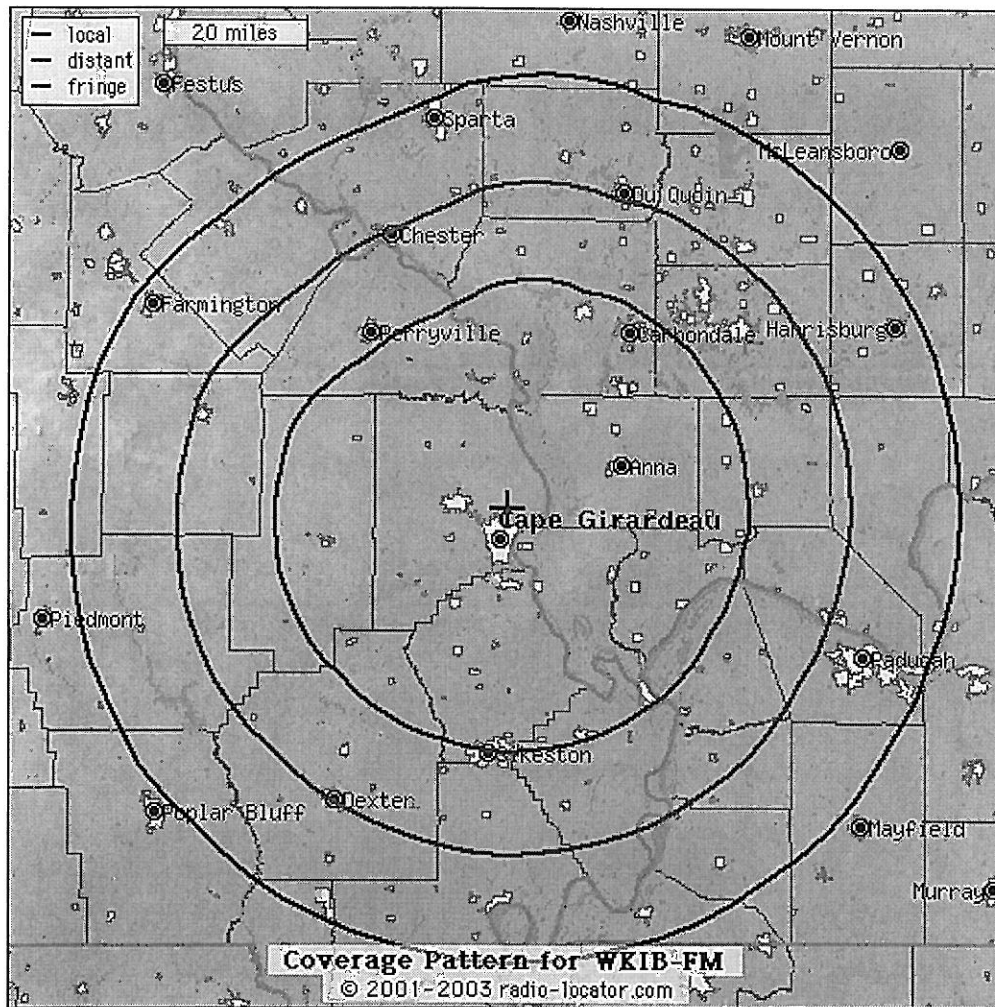 local
distant
fringe
20 miles
Nashville
Mount Vernon
Festus
Sparta
McLeansboro
Du Quoin
Chester
Farmington
Perryville
Carbondale
Harrisburg
Anna
Cape Girardeau
Piedmont
Paducah
Sikeston
Dexter
Poplar Bluff
Mayfield
Murray
Coverage Pattern for WKIB-FM
© 2001-2003 radio-locator.com